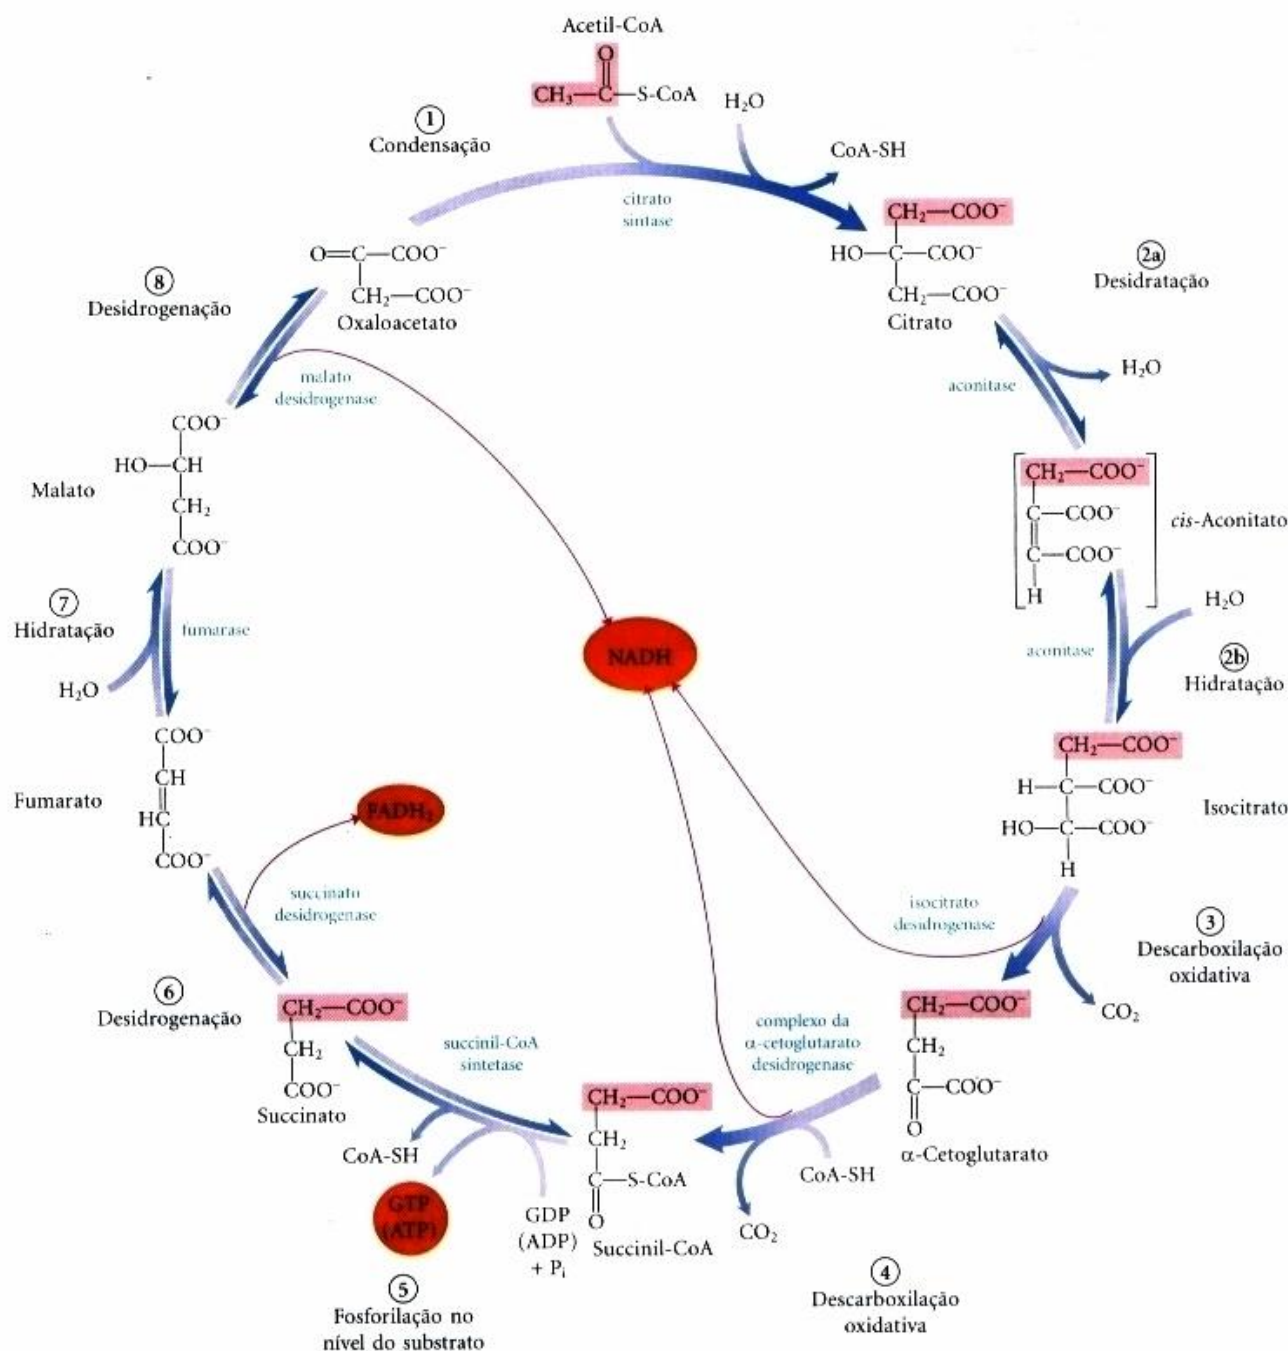 Acetil-CoA
O
CH₃—C—S-CoA
H₂O
CoA-SH
1
Condensação
citrato
sintase
CH₂—COO⁻
HO—C—COO⁻
CH₂—COO⁻
Citrato
2a
Desidratação
H₂O
aconitase
CH₂—COO⁻
C—COO⁻
C—COO⁻
H
cis-Aconitato
H₂O
aconitase
2b
Hidratação
CH₂—COO⁻
H—C—COO⁻
HO—C—COO⁻
H
Isocitrato
isocitrato
desidrogenase
3
Descarboxilação
oxidativa
CO₂
CH₂—COO⁻
CH₂
C—COO⁻
O
α-Cetoglutarato
complexo da
α-cetoglutarato
desidrogenase
CoA-SH
CO₂
4
Descarboxilação
oxidativa
CH₂—COO⁻
CH₂
C—S-CoA
O
Succinil-CoA
succinil-CoA
sintetase
GDP
(ADP)
+ Pᵢ
CoA-SH
GTP
(ATP)
5
Fosforilação no
nível do substrato
CH₂—COO⁻
CH₂
COO⁻
Succinato
6
Desidrogenação
succinato
desidrogenase
FADH₂
COO⁻
CH
HC
COO⁻
Fumarato
7
Hidratação
fumarase
H₂O
COO⁻
HO—CH
CH₂
COO⁻
Malato
8
Desidrogenação
malato
desidrogenase
O=C—COO⁻
CH₂—COO⁻
Oxaloacetato
NADH